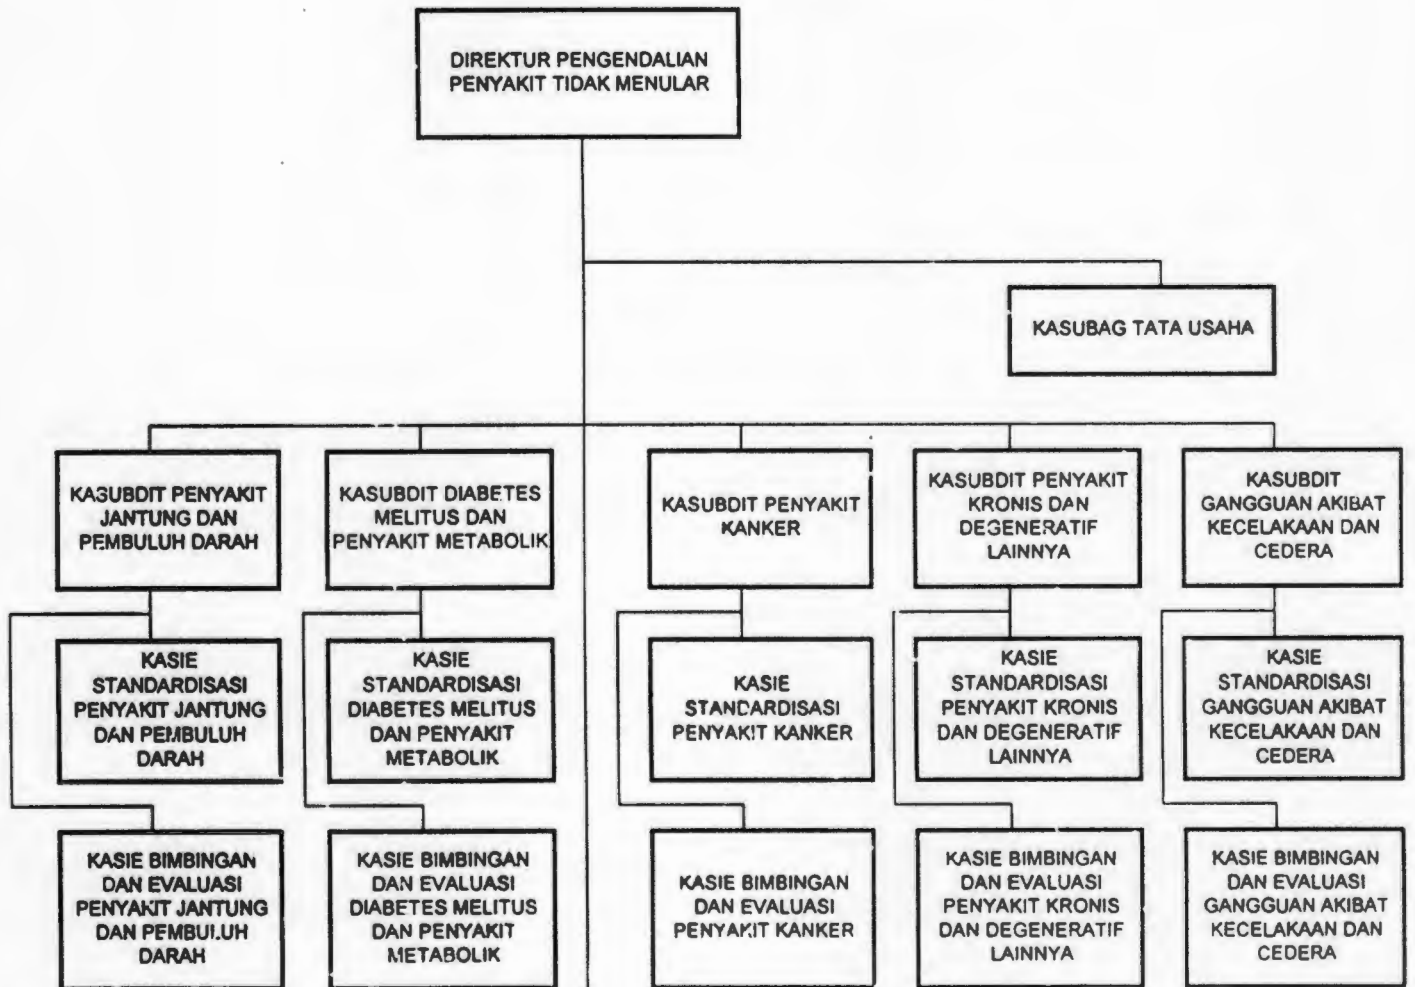 DIREKTUR PENGENDALIAN
PENYAKIT TIDAK MENULAR
KASUBAG TATA USAHA
KASUBDIT PENYAKIT
JANTUNG DAN
PEMBULUH DARAH
KASUBDIT DIABETES
MELITUS DAN
PENYAKIT METABOLIK
KASUBDIT PENYAKIT
KANKER
KASUBDIT PENYAKIT
KRONIS DAN
DEGENERATIF
LAINNYA
KASUBDIT
GANGGUAN AKIBAT
KECELAKAAN DAN
CEDERA
KASIE
STANDARDISASI
PENYAKIT JANTUNG
DAN PEMBULUH
DARAH
KASIE
STANDARDISASI
DIABETES MELITUS
DAN PENYAKIT
METABOLIK
KASIE
STANDARDISASI
PENYAKIT KANKER
KASIE
STANDARDISASI
PENYAKIT KRONIS
DAN DEGENERATIF
LAINNYA
KASIE
STANDARDISASI
GANGGUAN AKIBAT
KECELAKAAN DAN
CEDERA
KASIE BIMBINGAN
DAN EVALUASI
PENYAKIT JANTUNG
DAN PEMBULUH
DARAH
KASIE BIMBINGAN
DAN EVALUASI
DIABETES MELITUS
DAN PENYAKIT
METABOLIK
KASIE BIMBINGAN
DAN EVALUASI
PENYAKIT KANKER
KASIE BIMBINGAN
DAN EVALUASI
PENYAKIT KRONIS
DAN DEGENERATIF
LAINNYA
KASIE BIMBINGAN
DAN EVALUASI
GANGGUAN AKIBAT
KECELAKAAN DAN
CEDERA